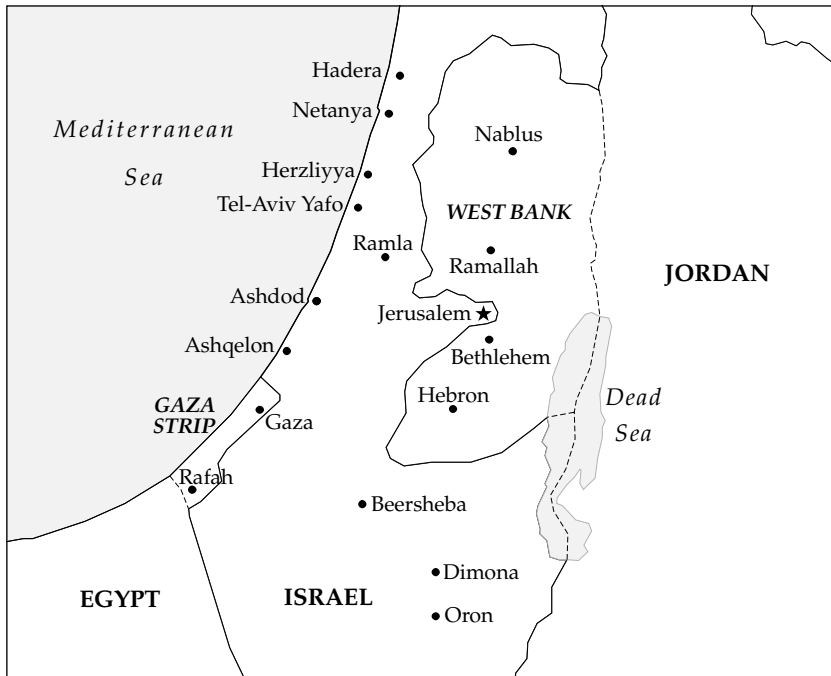 Hadera
Netanya
Mediterranean
Sea
Nablus
Herzliyya
Tel-Aviv Yafo
WEST BANK
Ramla
Ramallah
JORDAN
Ashdod
Jerusalem
Ashqelon
Bethlehem
GAZA
STRIP
Gaza
Hebron
Dead
Sea
Rafah
Beersheba
Dimona
EGYPT
ISRAEL
Oron